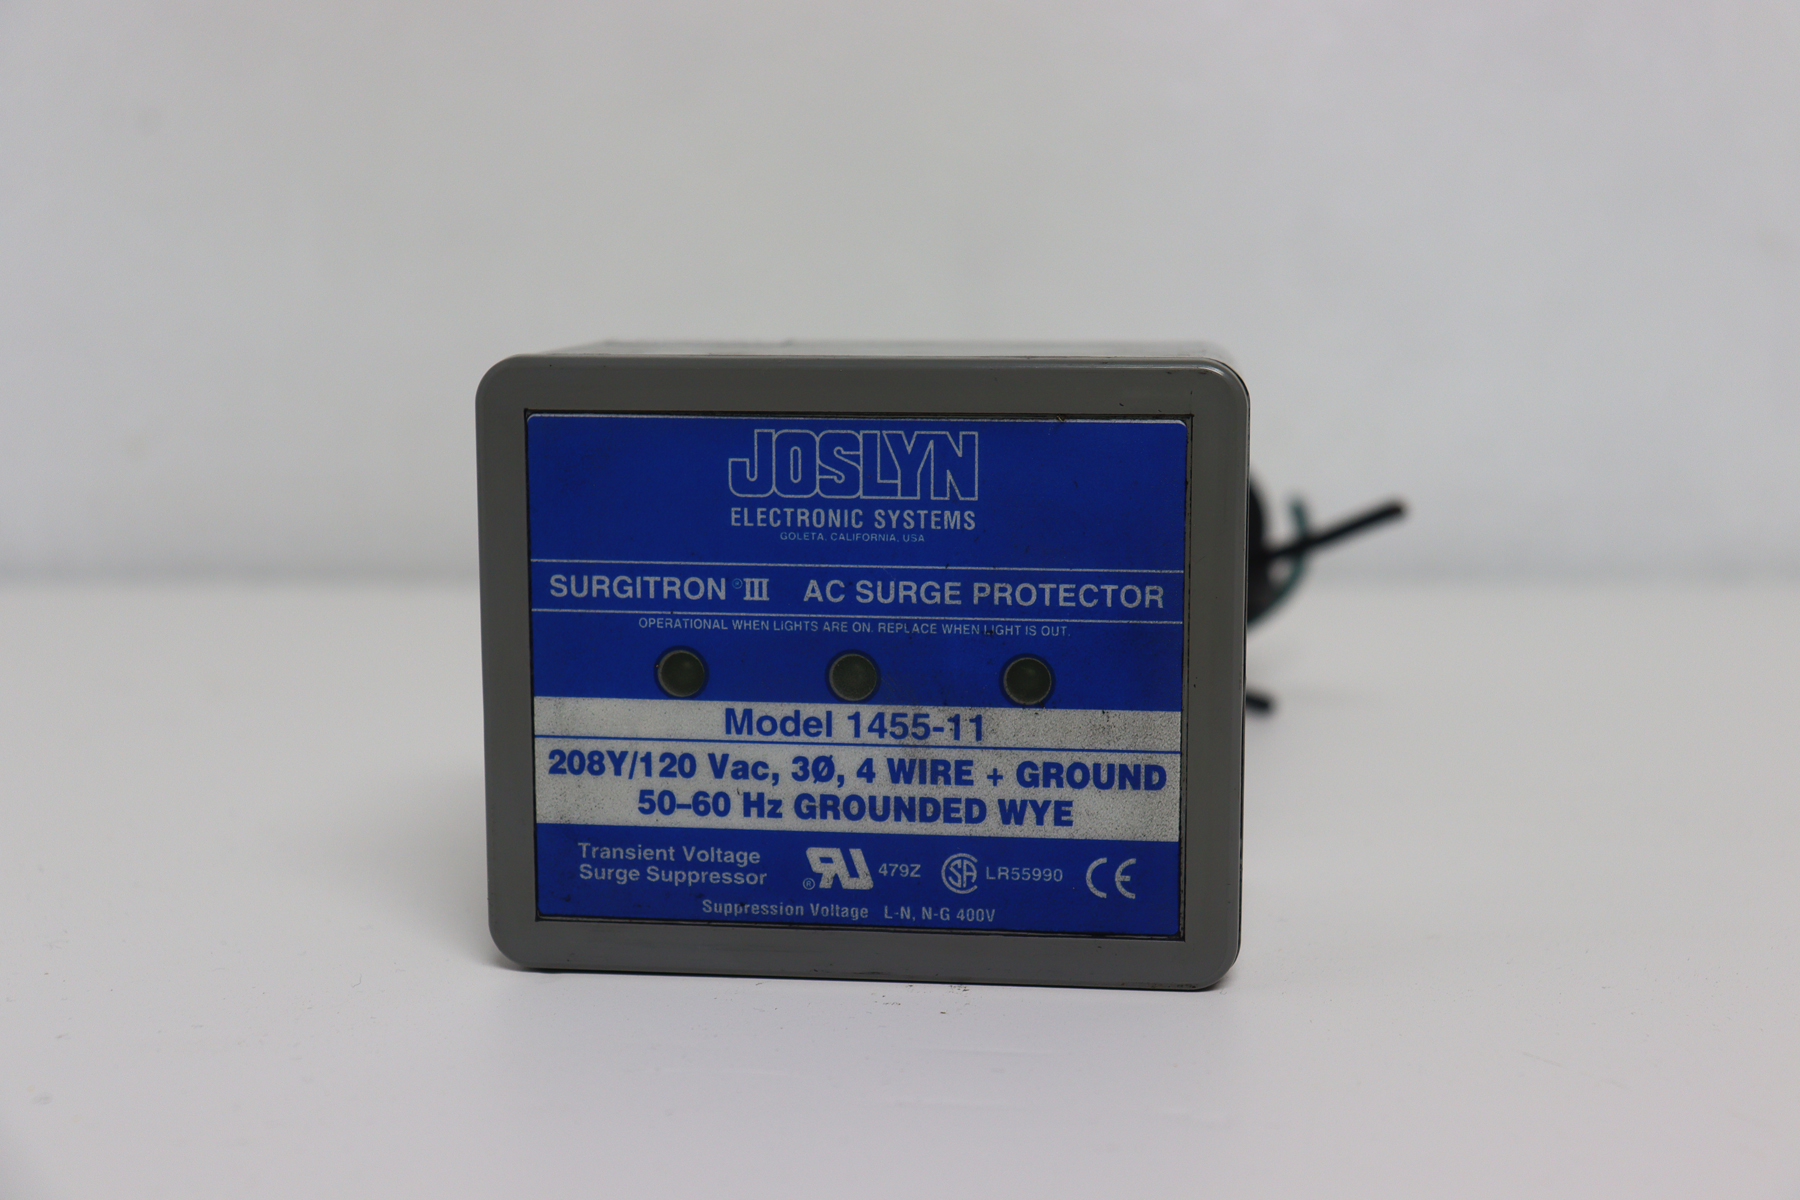 JOSLYN
ELECTRONIC SYSTEMS
GOLETA, CALIFORNIA, USA
SURGITRON® III AC SURGE PROTECTOR
OPERATIONAL WHEN LIGHTS ARE ON. REPLACE WHEN LIGHT IS OUT.
Model 1455-11
208Y/120 Vac, 3Ø, 4 WIRE + GROUND
50–60 Hz GROUNDED WYE
Transient Voltage
Surge Suppressor
RU ® 479Z SA LR55990 CE
Suppression Voltage L-N, N-G 400V